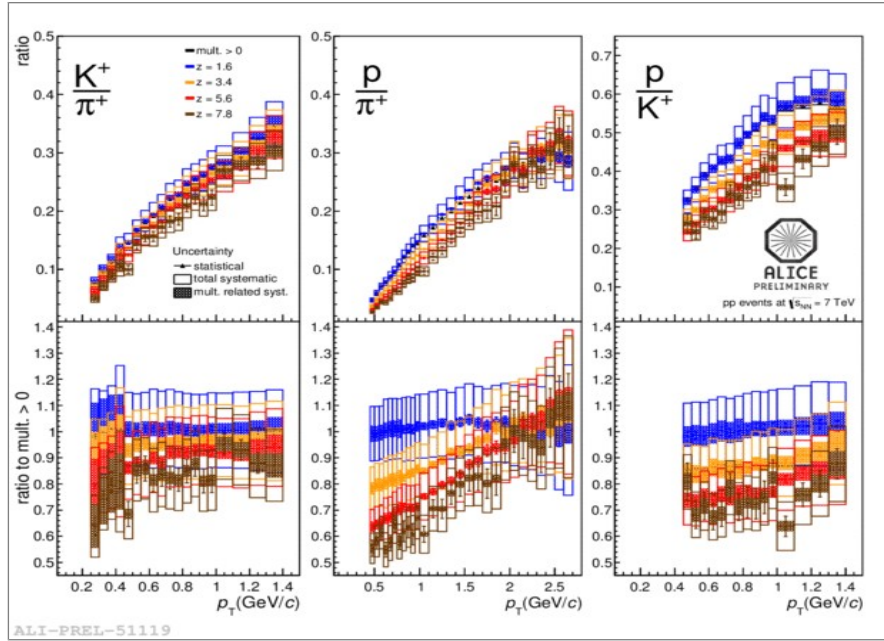 ratio
K+
π+
mult. > 0
z = 1.6
z = 3.4
z = 5.6
z = 7.8
Uncertainty
statistical
total systematic
mult. related syst.
0.5
0.4
0.3
0.2
0.1
p
π+
0.5
0.4
0.3
0.2
0.1
p
K+
0.7
0.6
0.5
0.4
0.3
0.2
0.1
ALICE
PRELIMINARY
pp events at √sNN = 7 TeV
ratio to mult. > 0
1.4
1.3
1.2
1.1
1
0.9
0.8
0.7
0.6
0.5
0.2 0.4 0.6 0.8 1 1.2 1.4
pT(GeV/c)
1.4
1.3
1.2
1.1
1
0.9
0.8
0.7
0.6
0.5
0.5 1 1.5 2 2.5
pT(GeV/c)
1.4
1.3
1.2
1.1
1
0.9
0.8
0.7
0.6
0.5
0.2 0.4 0.6 0.8 1 1.2 1.4
pT(GeV/c)
ALI-PREL-51119